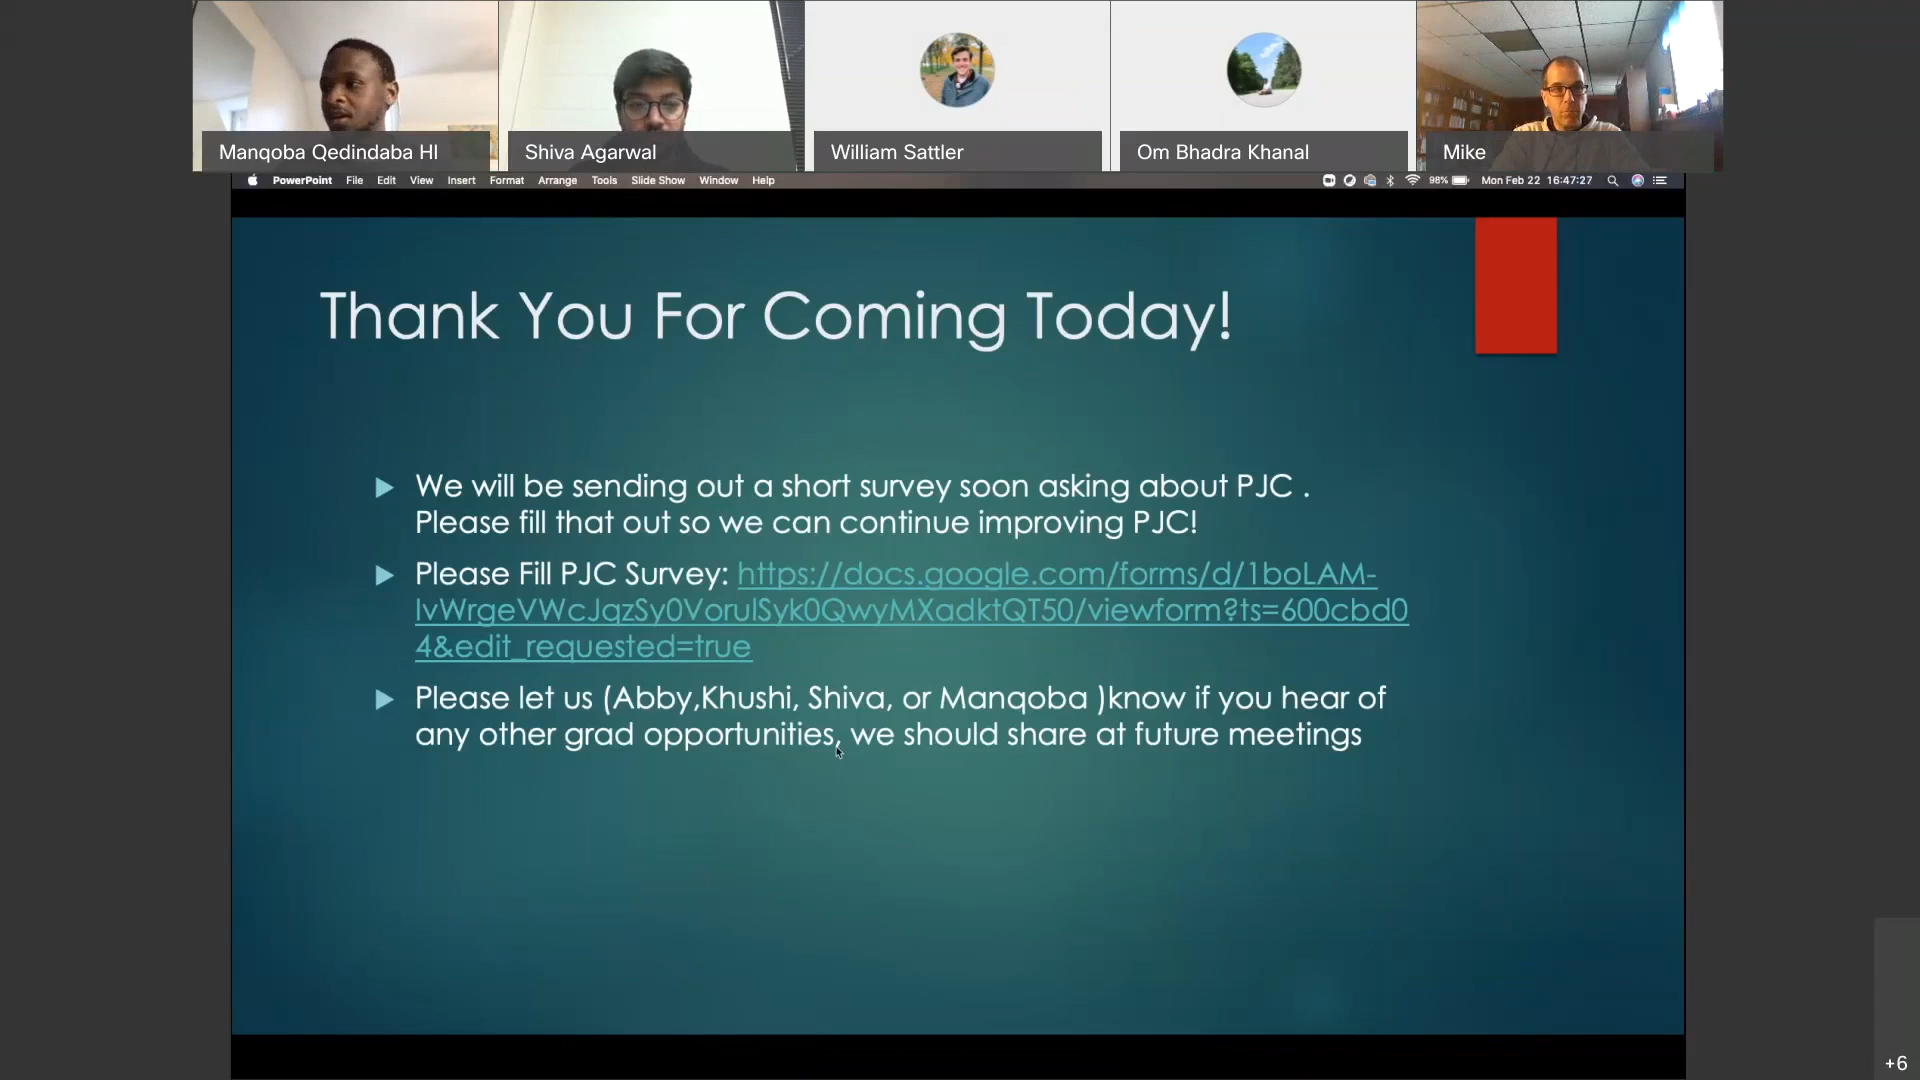 Manqoba Qedindaba Hl
Shiva Agarwal
William Sattler
Om Bhadra Khanal
Mike
PowerPoint File Edit View Insert Format Arrange Tools Slide Show Window Help 98% Mon Feb 22 16:47:27
Thank You For Coming Today!
We will be sending out a short survey soon asking about PJC .
Please fill that out so we can continue improving PJC!
Please Fill PJC Survey: https://docs.google.com/forms/d/1boLAM-
lvWrgeVWcJqzSy0VorulSyk0QwyMXadktQT50/viewform?ts=600cbd0
4&edit_requested=true
Please let us (Abby,Khushi, Shiva, or Manqoba )know if you hear of
any other grad opportunities, we should share at future meetings
+6